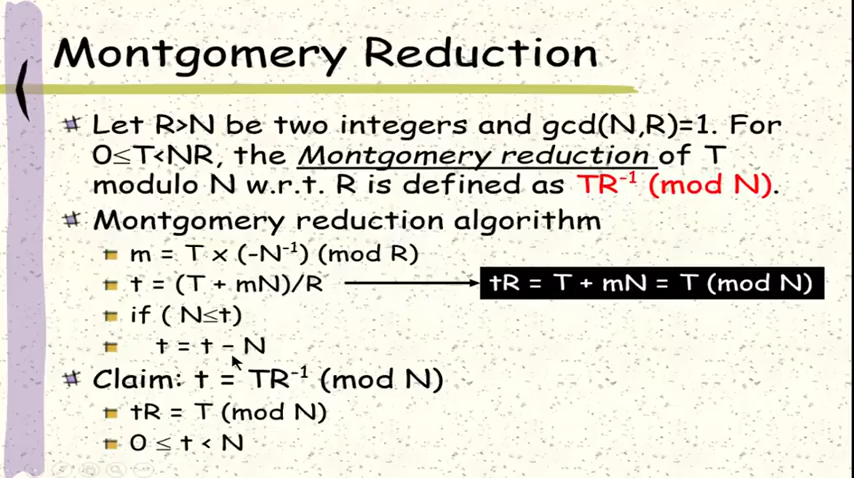 Montgomery Reduction
Let R>N be two integers and gcd(N,R)=1. For
0≤T<NR, the Montgomery reduction of T
modulo N w.r.t. R is defined as TR⁻¹ (mod N).
Montgomery reduction algorithm
m = T x (-N⁻¹) (mod R)
t = (T + mN)/R
tR = T + mN = T (mod N)
if ( N≤t)
t = t - N
Claim: t = TR⁻¹ (mod N)
tR = T (mod N)
0 ≤ t < N